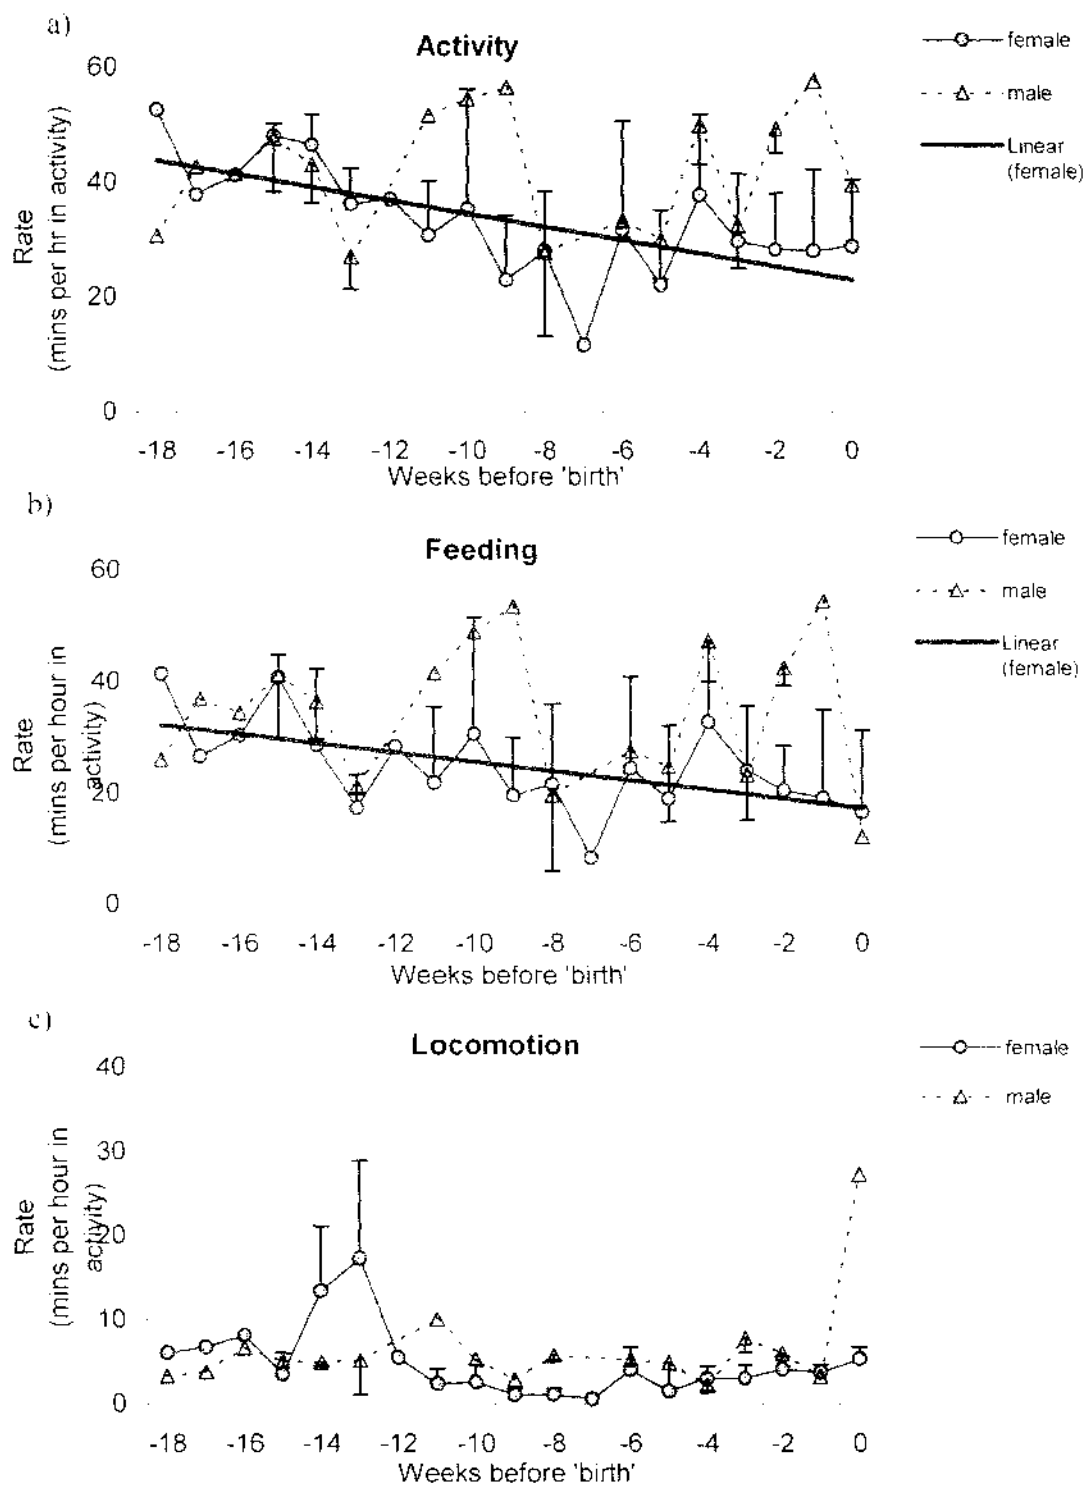 a)
Activity
female
male
Linear
(female)
Rate
(mins per hr in activity)
60
40
20
0
-18 -16 -14 -12 -10 -8 -6 -4 -2 0
Weeks before 'birth'
b)
Feeding
female
male
Linear
(female)
Rate
(mins per hour in
activity)
60
40
20
0
-18 -16 -14 -12 -10 -8 -6 -4 -2 0
Weeks before 'birth'
c)
Locomotion
female
male
Rate
(mins per hour in
activity)
40
30
20
10
0
-18 -16 -14 -12 -10 -8 -6 -4 -2 0
Weeks before 'birth'